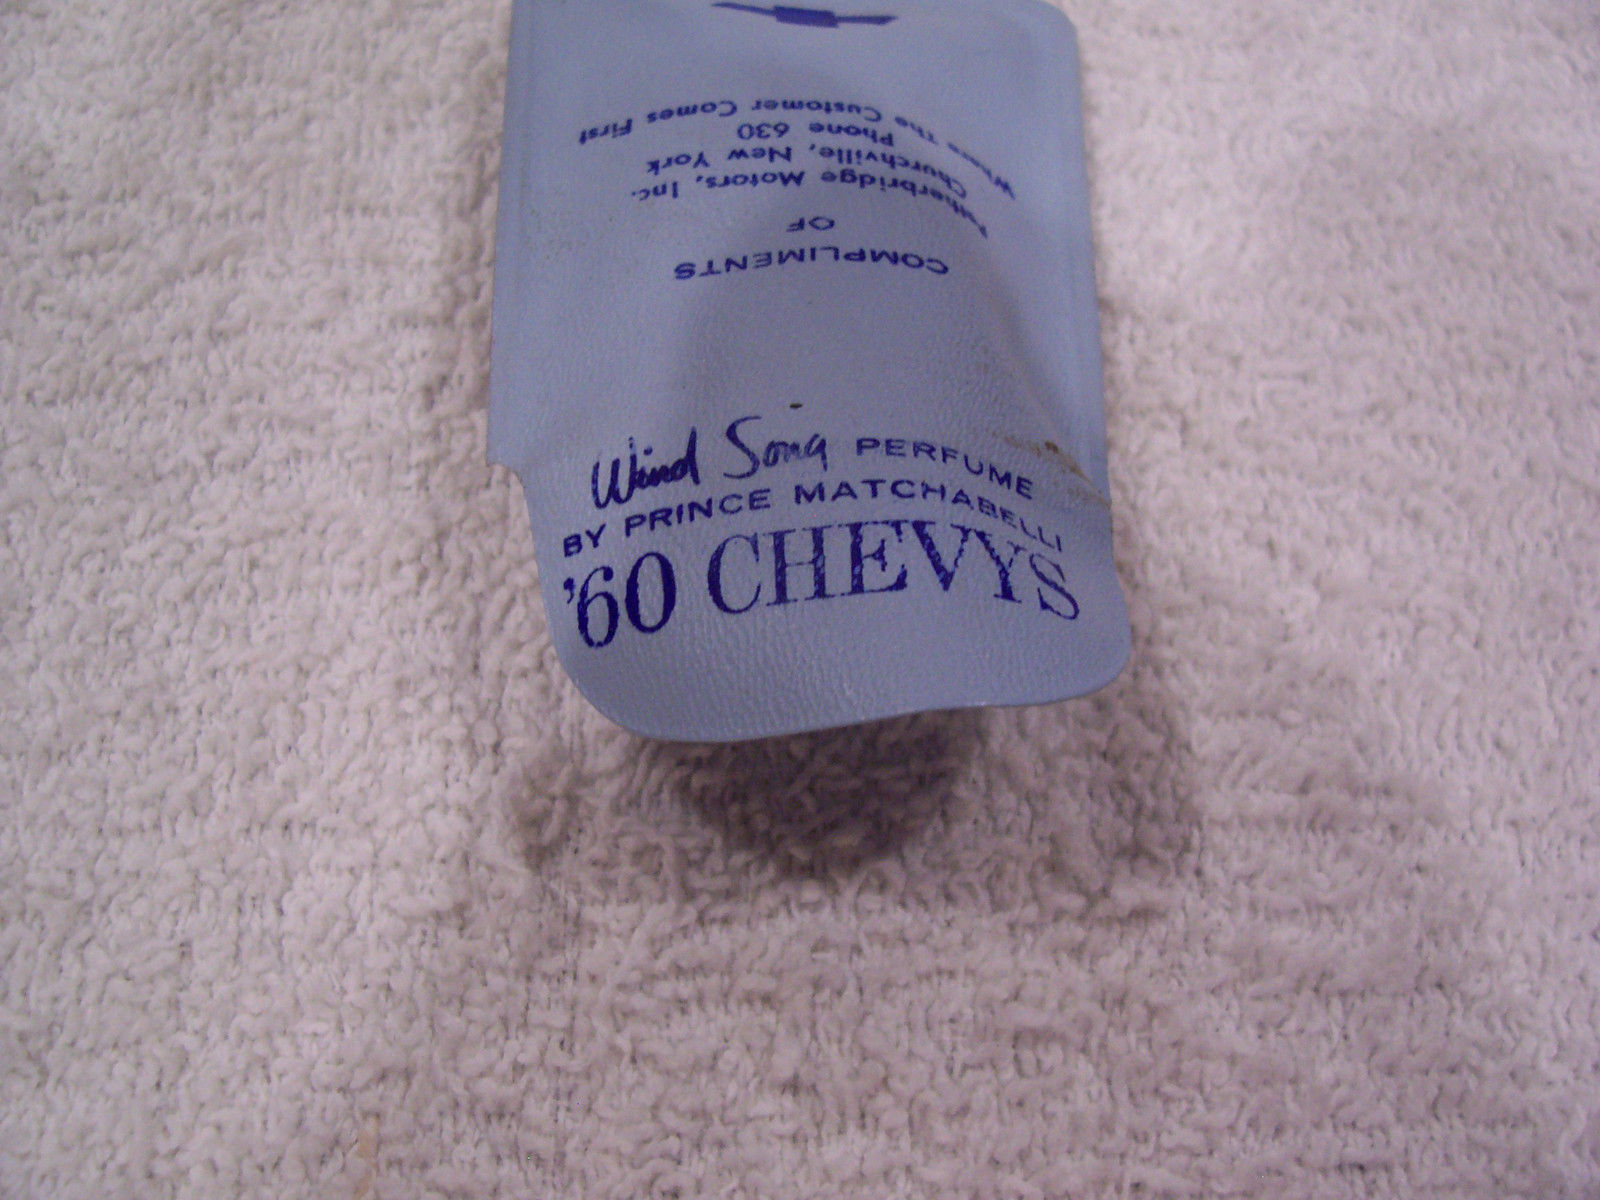 Wind Song PERFUME
BY PRINCE MATCHABELLI
'60 CHEVYS
COMPLIMENTS
OF
Motors, Inc.
Churchville, New York
Phone 630
Where The Customer Comes First